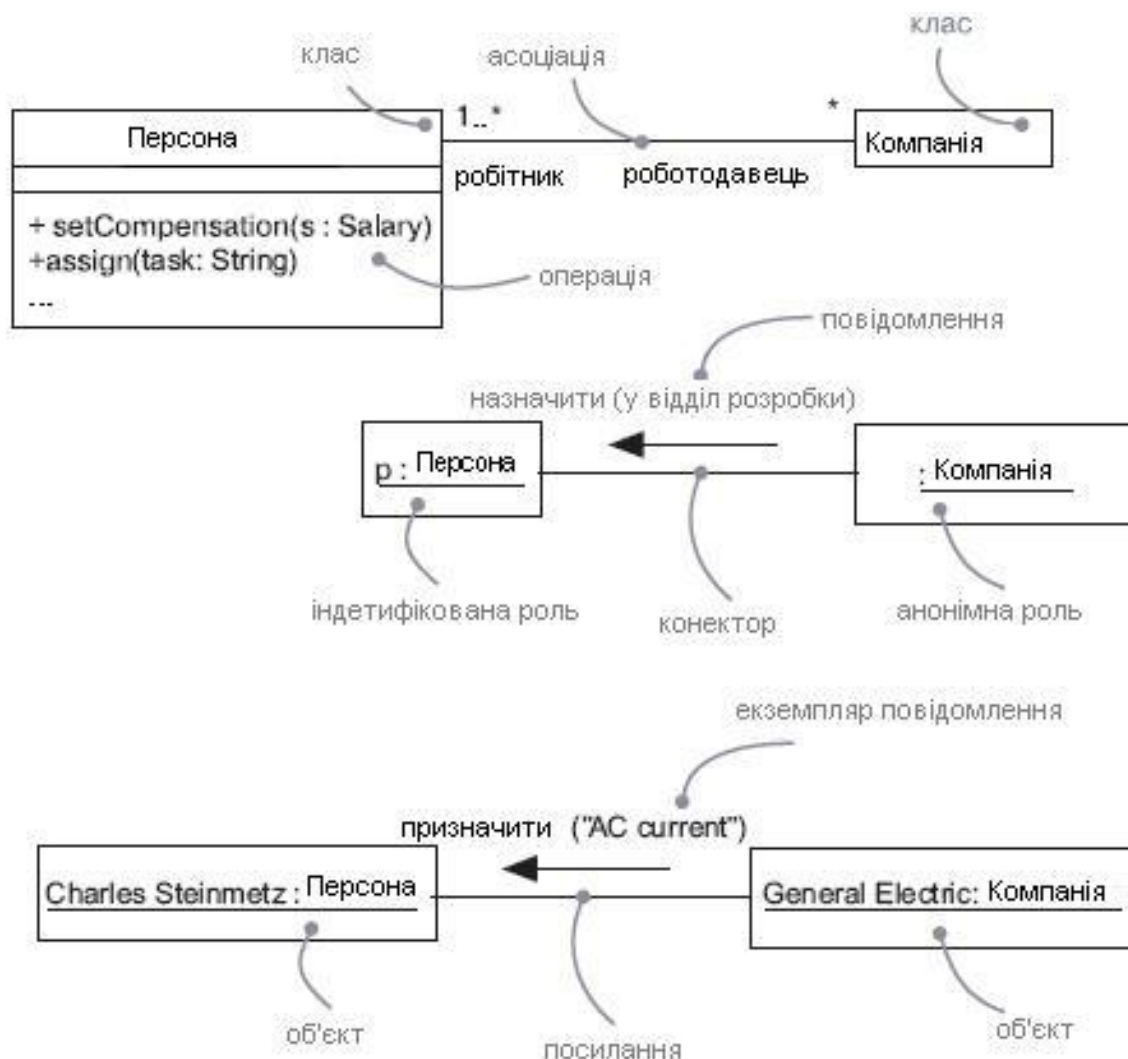 клас
асоціація
клас
Персона
1..*
*
Компанія
робітник
роботодавець
+ setCompensation(s : Salary)
+assign(task: String)
...
операція
повідомлення
назначити (у відділ розробки)
p : Персона
: Компанія
індетифікована роль
конектор
анонімна роль
екземпляр повідомлення
призначити ("AC current")
Charles Steinmetz : Персона
General Electric: Компанія
об'єкт
посилання
об'єкт